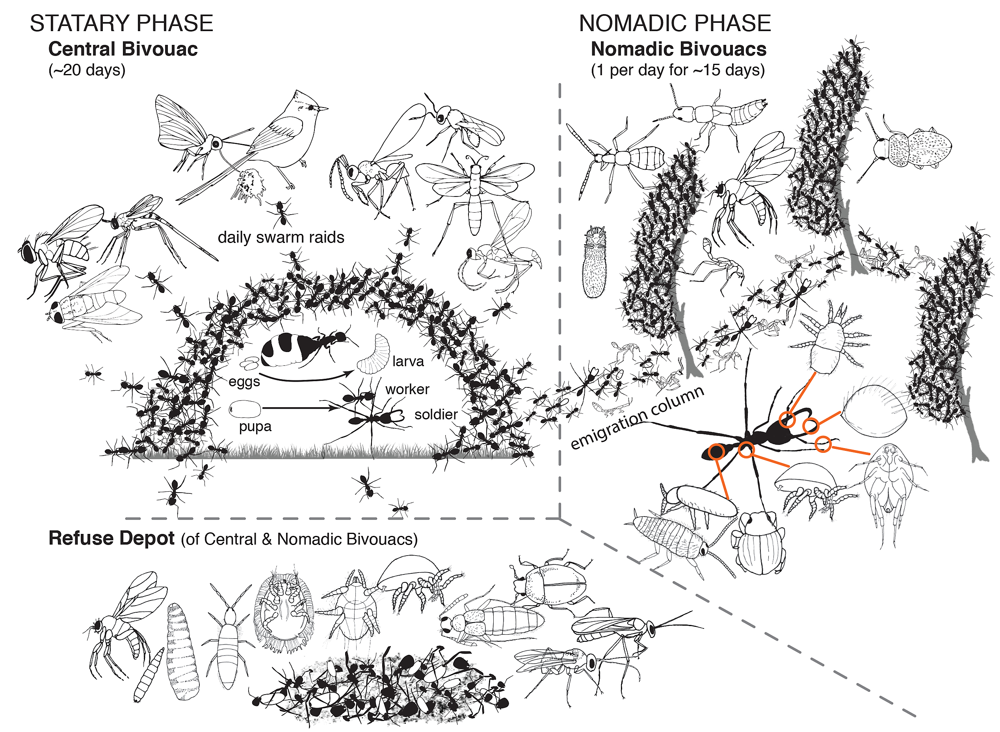 STATARY PHASE
Central Bivouac
(~20 days)
NOMADIC PHASE
Nomadic Bivouacs
(1 per day for ~15 days)
daily swarm raids
larva
eggs
worker
soldier
pupa
emigration column
Refuse Depot (of Central & Nomadic Bivouacs)